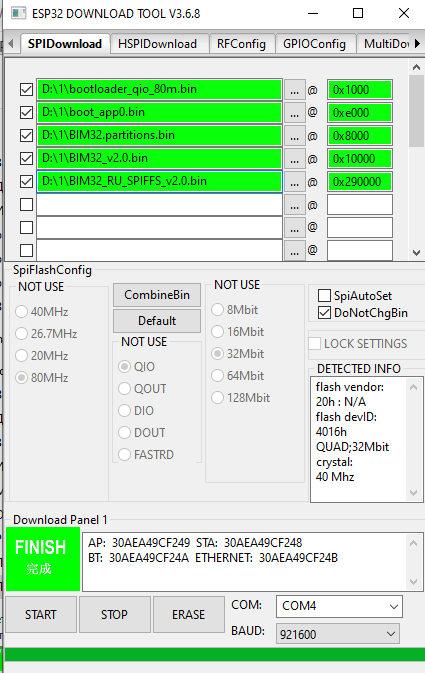 ESP32 DOWNLOAD TOOL V3.6.8
SPIDownload HSPIDownload RFConfig GPIOConfig MultiDow
D:\1\bootloader_qio_80m.bin ... @ 0x1000
D:\1\boot_app0.bin ... @ 0xe000
D:\1\BIM32.partitions.bin ... @ 0x8000
D:\1\BIM32_v2.0.bin ... @ 0x10000
D:\1\BIM32_RU_SPIFFS_v2.0.bin ... @ 0x290000
... @
... @
... @
SpiFlashConfig
NOT USE
40MHz
26.7MHz
20MHz
80MHz
CombineBin
Default
NOT USE
QIO
QOUT
DIO
DOUT
FASTRD
NOT USE
8Mbit
16Mbit
32Mbit
64Mbit
128Mbit
SpiAutoSet
DoNotChgBin
LOCK SETTINGS
DETECTED INFO
flash vendor:
20h : N/A
flash devID:
4016h
QUAD;32Mbit
crystal:
40 Mhz
Download Panel 1
FINISH
完成
AP: 30AEA49CF249 STA: 30AEA49CF248
BT: 30AEA49CF24A ETHERNET: 30AEA49CF24B
START STOP ERASE
COM: COM4
BAUD: 921600